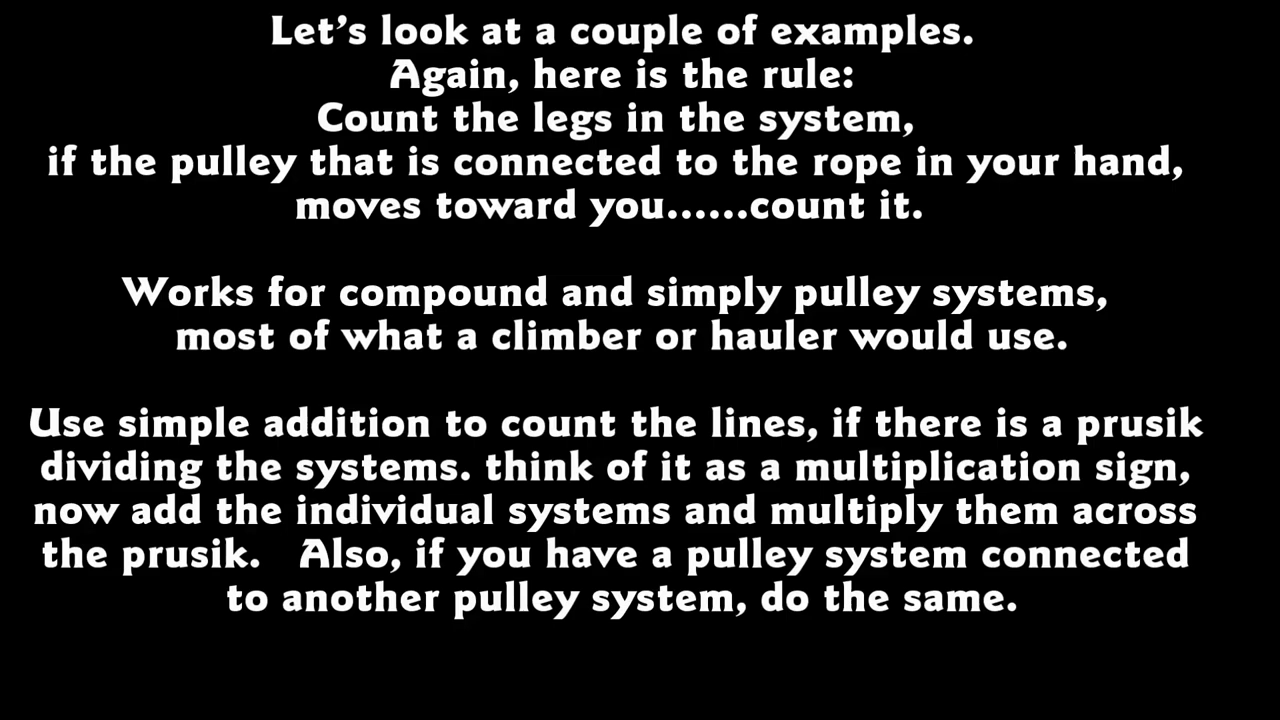 Let's look at a couple of examples.
Again, here is the rule:
Count the legs in the system,
if the pulley that is connected to the rope in your hand,
moves toward you......count it.
Works for compound and simply pulley systems,
most of what a climber or hauler would use.
Use simple addition to count the lines, if there is a prusik
dividing the systems. think of it as a multiplication sign,
now add the individual systems and multiply them across
the prusik.   Also, if you have a pulley system connected
to another pulley system, do the same.